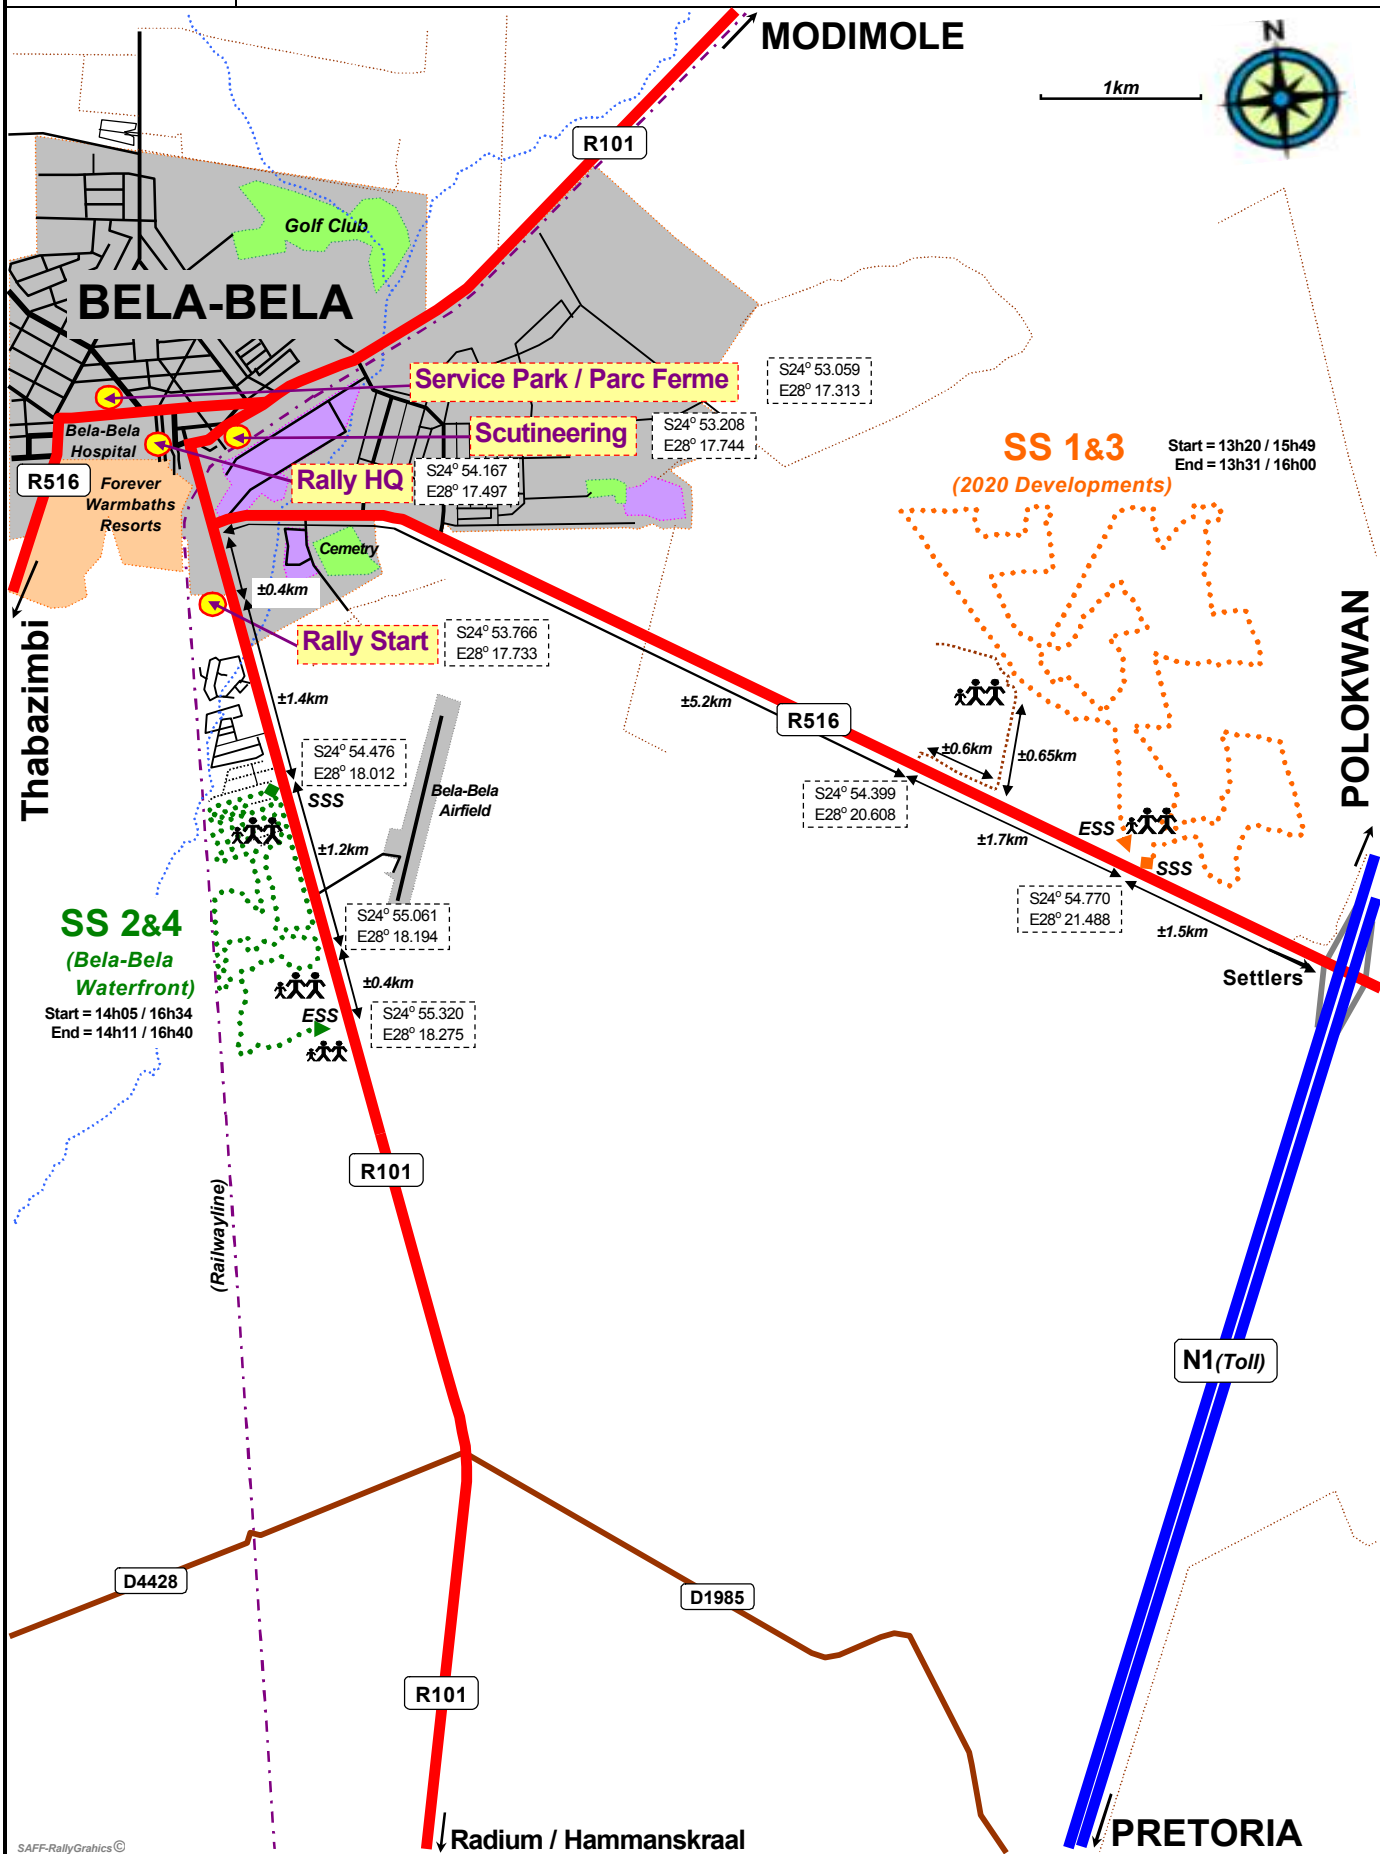 MODIMOLE
N
1km
R101
Golf Club
BELA-BELA
Service Park / Parc Ferme
S24° 53.059
E28° 17.313
Scutineering
S24° 53.208
E28° 17.744
Bela-Bela
Hospital
Rally HQ
S24° 54.167
E28° 17.497
R516
Forever
Warmbaths
Resorts
Cemetry
SS 1&3
(2020 Developments)
Start = 13h20 / 15h49
End = 13h31 / 16h00
±0.4km
Rally Start
S24° 53.766
E28° 17.733
Thabazimbi
POLOKWAN
±1.4km
±5.2km
R516
±0.6km
±0.65km
S24° 54.476
E28° 18.012
SSS
Bela-Bela
Airfield
S24° 54.399
E28° 20.608
±1.2km
ESS
±1.7km
SSS
S24° 54.770
E28° 21.488
±1.5km
Settlers
SS 2&4
(Bela-Bela
Waterfront)
Start = 14h05 / 16h34
End = 14h11 / 16h40
S24° 55.061
E28° 18.194
±0.4km
ESS
S24° 55.320
E28° 18.275
R101
(Railwayline)
N1(Toll)
D4428
D1985
R101
Radium / Hammanskraal
PRETORIA
SAFF-RallyGrahics©